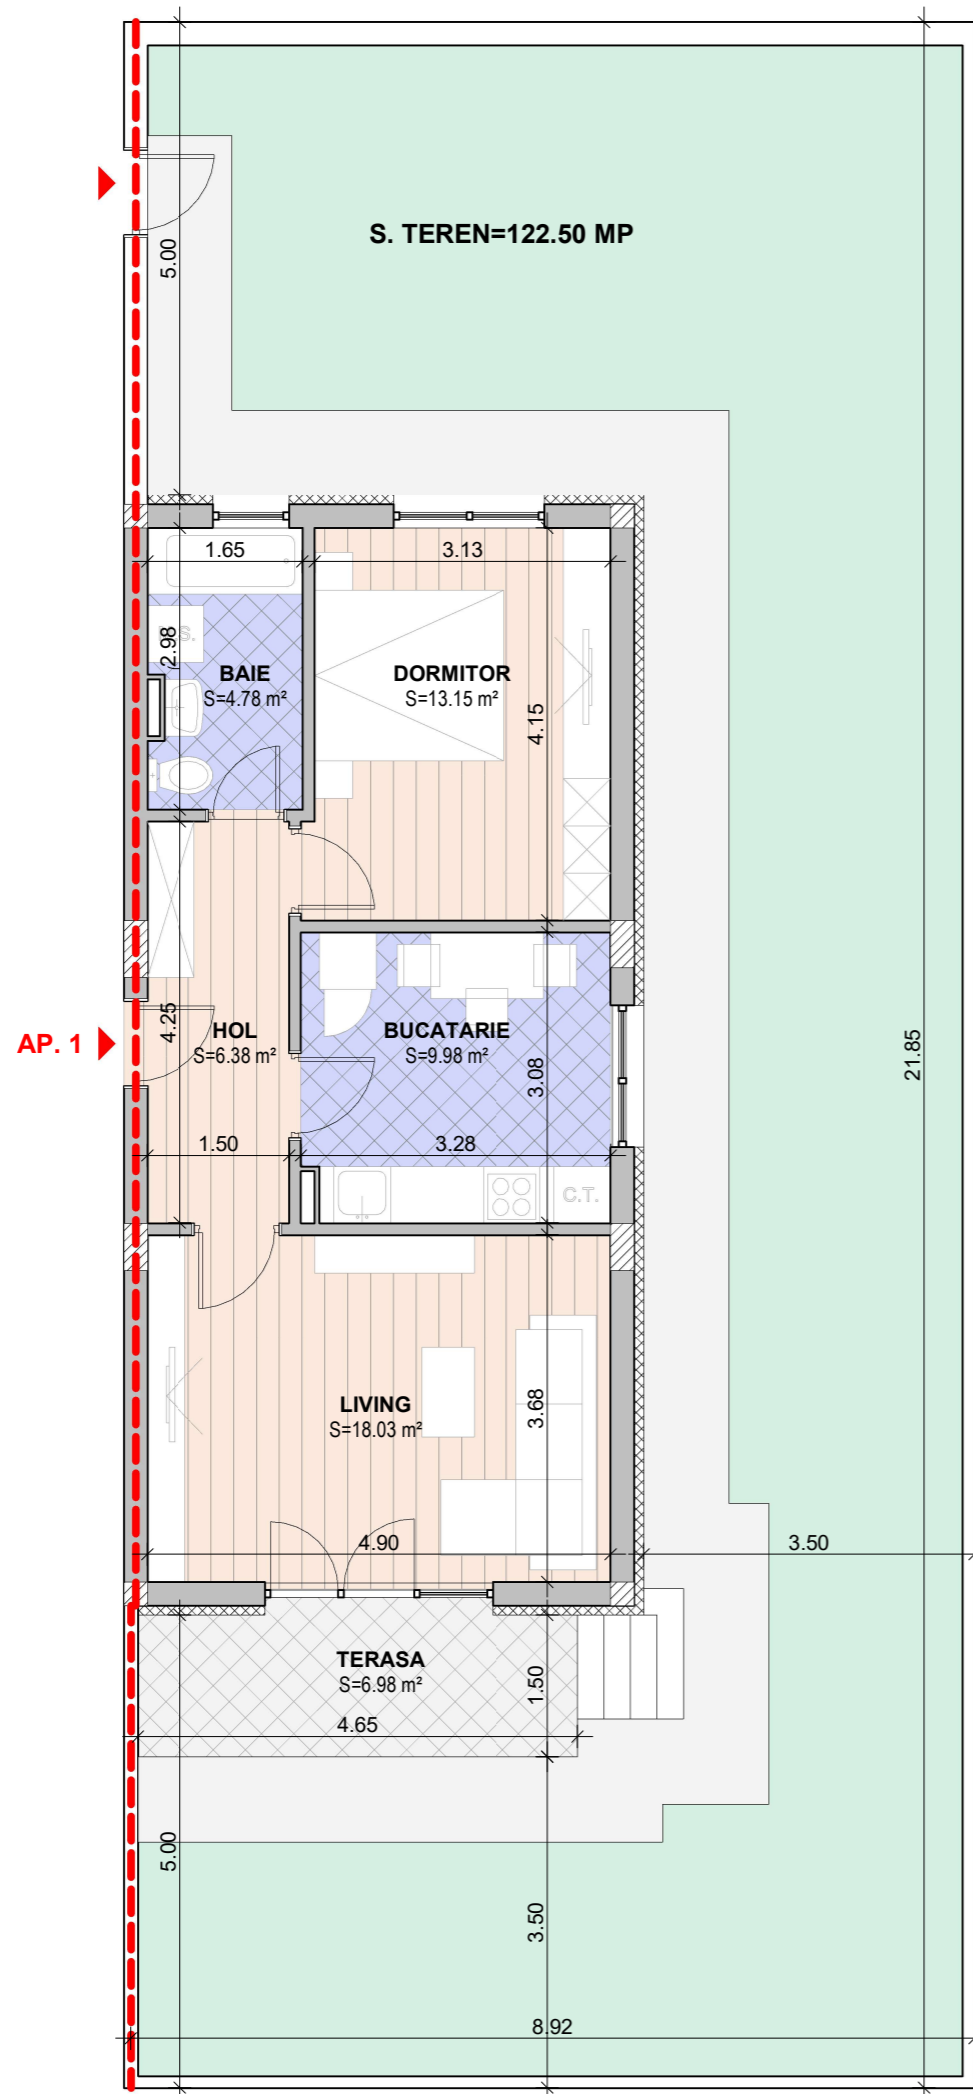 S. TEREN=122.50 MP
5.00
1.65
3.13
2.98
BAIE
S=4.78 m²
DORMITOR
S=13.15 m²
4.15
AP. 1
4.25
HOL
S=6.38 m²
BUCATARIE
S=9.98 m²
3.08
21.85
1.50
3.28
C.T.
LIVING
S=18.03 m²
3.68
4.90
3.50
TERASA
S=6.98 m²
1.50
4.65
5.00
3.50
8.92